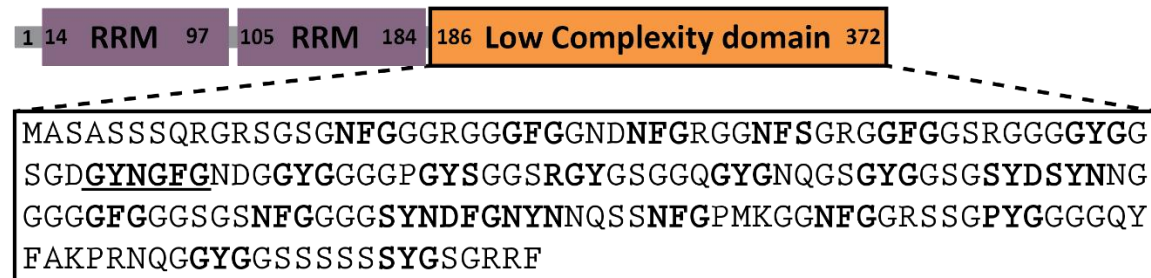 1 14 RRM 97 105 RRM 184 186 Low Complexity domain 372
MASASSSQRGRSGSGNFGGGRGGGFGGNDNFGRGGNFSGRGGFGGSRGGGGYGG
SGDGYNGFGNDGGYGGGGPGYSGGSRGYGSGGQGYGNQGSGYGGSGSYDSYNNG
GGGGFGGGSGSNFGGGGSYNDFGNYNNQSSNFGPMKGGNFGGRSSGPYGGGGQY
FAKPRNQGGYGGSSSSSSYGSGRRF